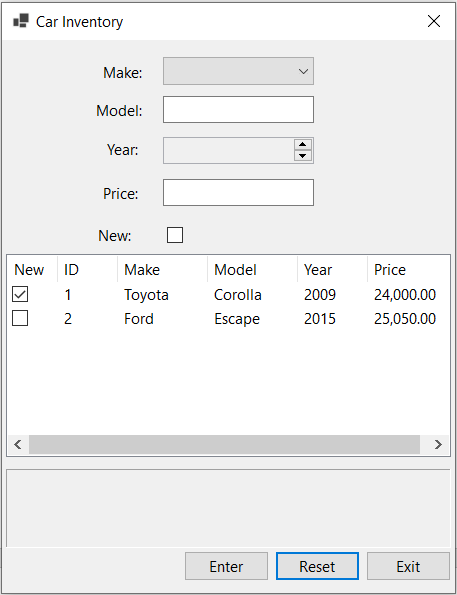 Car Inventory
Make:
Model:
Year:
Price:
New:
New ID Make Model Year Price
1 Toyota Corolla 2009 24,000.00
2 Ford Escape 2015 25,050.00
Enter Reset Exit